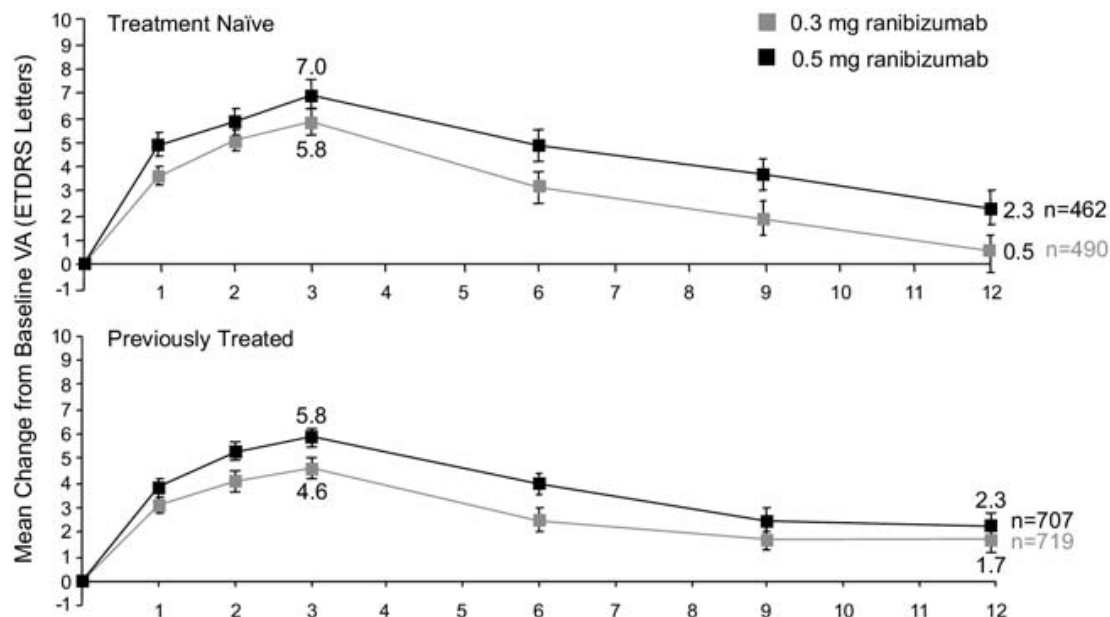 Mean Change from Baseline VA (ETDRS Letters)
Treatment Naïve
0.3 mg ranibizumab
0.5 mg ranibizumab
10
9
8
7
6
5
4
3
2
1
0
-1
7.0
5.8
2.3 n=462
0.5 n=490
1 2 3 4 5 6 7 8 9 10 11 12
Previously Treated
10
9
8
7
6
5
4
3
2
1
0
-1
5.8
4.6
2.3
n=707
n=719
1.7
1 2 3 4 5 6 7 8 9 10 11 12